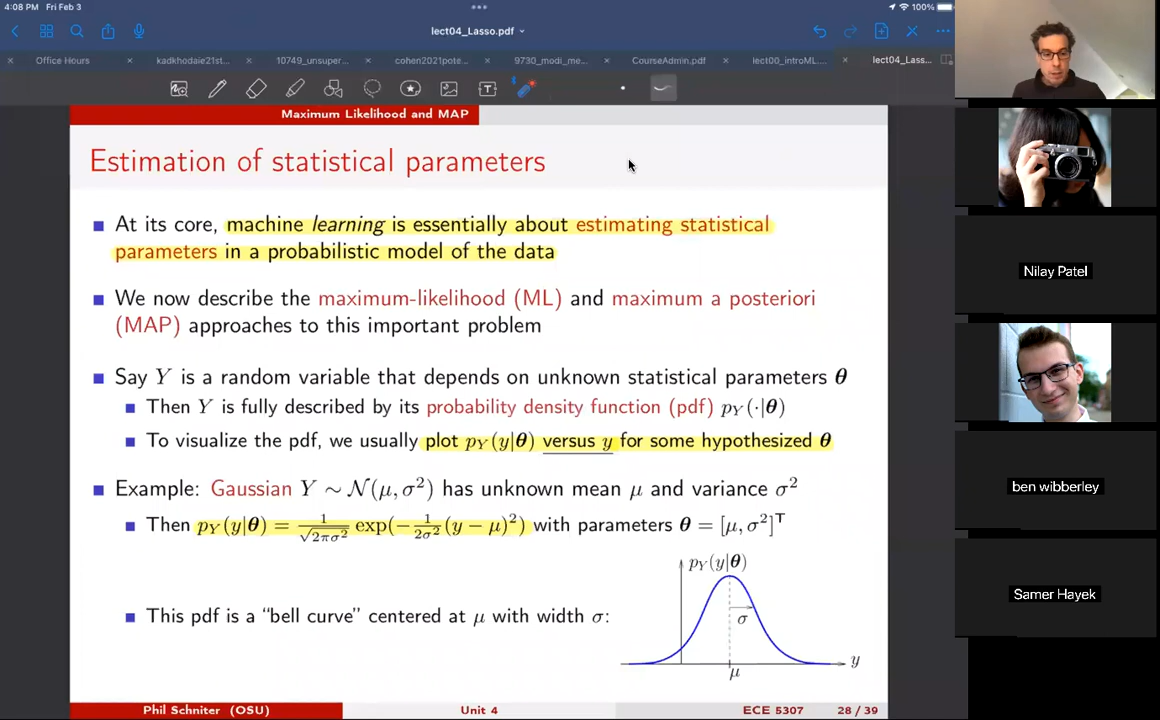 4:08 PM Fri Feb 3
100%
lect04_Lasso.pdf
Office Hours
kadkhodaie21st...
10749_unsuper...
cohen2021pote...
9730_modi_me...
CourseAdmin.pdf
lect00_introML....
lect04_Lass...
Maximum Likelihood and MAP
Estimation of statistical parameters
At its core, machine learning is essentially about estimating statistical
parameters in a probabilistic model of the data
We now describe the maximum-likelihood (ML) and maximum a posteriori
(MAP) approaches to this important problem
Say Y is a random variable that depends on unknown statistical parameters θ
Then Y is fully described by its probability density function (pdf) p_Y(·|θ)
To visualize the pdf, we usually plot p_Y(y|θ) versus y for some hypothesized θ
Example: Gaussian Y ∼ 𝒩(μ, σ²) has unknown mean μ and variance σ²
Then p_Y(y|θ) = 1/√(2πσ²) exp(−1/(2σ²)(y − μ)²) with parameters θ = [μ, σ²]ᵀ
p_Y(y|θ)
This pdf is a "bell curve" centered at μ with width σ:
σ
y
μ
Phil Schniter (OSU)
Unit 4
ECE 5307
28 / 39
Nilay Patel
ben wibberley
Samer Hayek